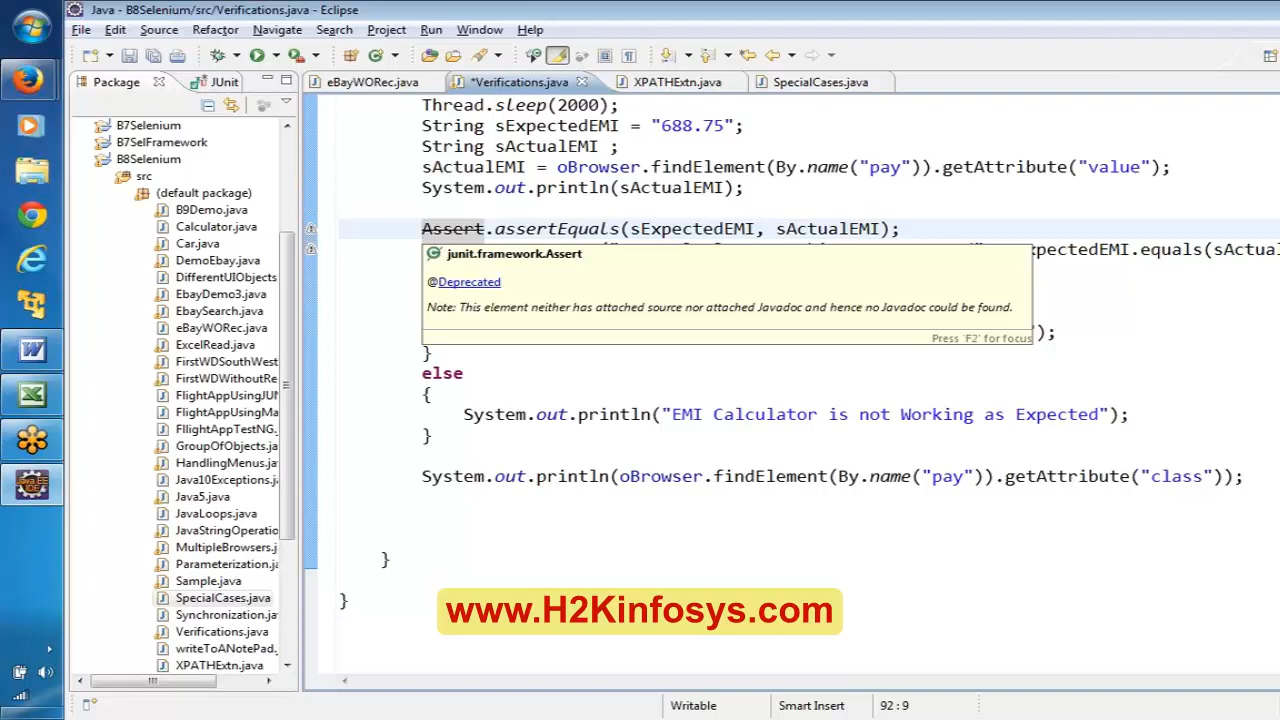 Java - B8Selenium/src/Verifications.java - Eclipse
File Edit Source Refactor Navigate Search Project Run Window Help
Package JUnit
eBayWORec.java *Verifications.java XPATHExtn.java SpecialCases.java
B7Selenium
B7SelFramework
B8Selenium
src
(default package)
B9Demo.java
Calculator.java
Car.java
DemoEbay.java
DifferentUIObjects
EbayDemo3.java
EbaySearch.java
eBayWORec.java
ExcelRead.java
FirstWDSouthWest
FirstWDWithoutRe
FlightAppUsingJUN
FlightAppUsingMa
FlIghtAppTestNG.
GroupOfObjects.ja
HandlingMenus.jav
Java10Exceptions.j
Java5.java
JavaLoops.java
JavaStringOperatio
MultipleBrowsers.j
Parameterization.ja
Sample.java
SpecialCases.java
Synchronization.ja
Verifications.java
writeToANotePad.
XPATHExtn.java
Thread.sleep(2000);
String sExpectedEMI = "688.75";
String sActualEMI ;
sActualEMI = oBrowser.findElement(By.name("pay")).getAttribute("value");
System.out.println(sActualEMI);
Assert.assertEquals(sExpectedEMI, sActualEMI);
xpectedEMI.equals(sActual
junit.framework.Assert
@Deprecated
Note: This element neither has attached source nor attached Javadoc and hence no Javadoc could be found.
Press 'F2' for focus
");
}
else
{
System.out.println("EMI Calculator is not Working as Expected");
}
System.out.println(oBrowser.findElement(By.name("pay")).getAttribute("class"));
}
}
www.H2Kinfosys.com
Writable Smart Insert 92 : 9
Java EE
IDE